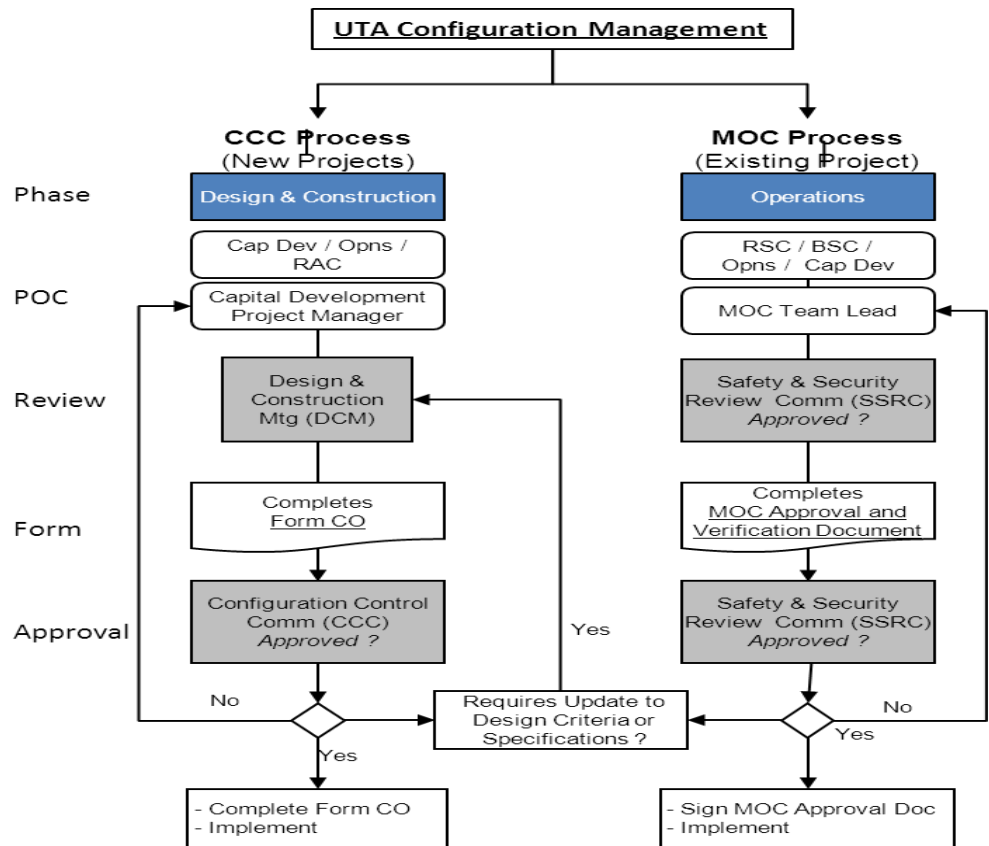 UTA Configuration Management
CCC Process
(New Projects)
MOC Process
(Existing Project)
Phase
Design & Construction
Operations
Cap Dev / Opns /
RAC
RSC / BSC /
Opns / Cap Dev
POC
Capital Development
Project Manager
MOC Team Lead
Review
Design &
Construction
Mtg (DCM)
Safety & Security
Review Comm (SSRC)
Approved ?
Form
Completes
Form CO
Completes
MOC Approval and
Verification Document
Approval
Configuration Control
Comm (CCC)
Approved ?
Yes
Safety & Security
Review Comm (SSRC)
Approved ?
No
Requires Update to
Design Criteria or
Specifications ?
No
Yes
Yes
- Complete Form CO
- Implement
- Sign MOC Approval Doc
- Implement